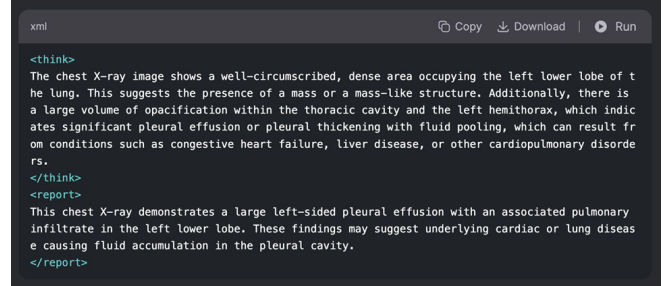 xml
Copy Download | Run
<think>
The chest X-ray image shows a well-circumscribed, dense area occupying the left lower lobe of t
he lung. This suggests the presence of a mass or a mass-like structure. Additionally, there is
a large volume of opacification within the thoracic cavity and the left hemithorax, which indic
ates significant pleural effusion or pleural thickening with fluid pooling, which can result fr
om conditions such as congestive heart failure, liver disease, or other cardiopulmonary disorde
rs.
</think>
<report>
This chest X-ray demonstrates a large left-sided pleural effusion with an associated pulmonary
infiltrate in the left lower lobe. These findings may suggest underlying cardiac or lung diseas
e causing fluid accumulation in the pleural cavity.
</report>